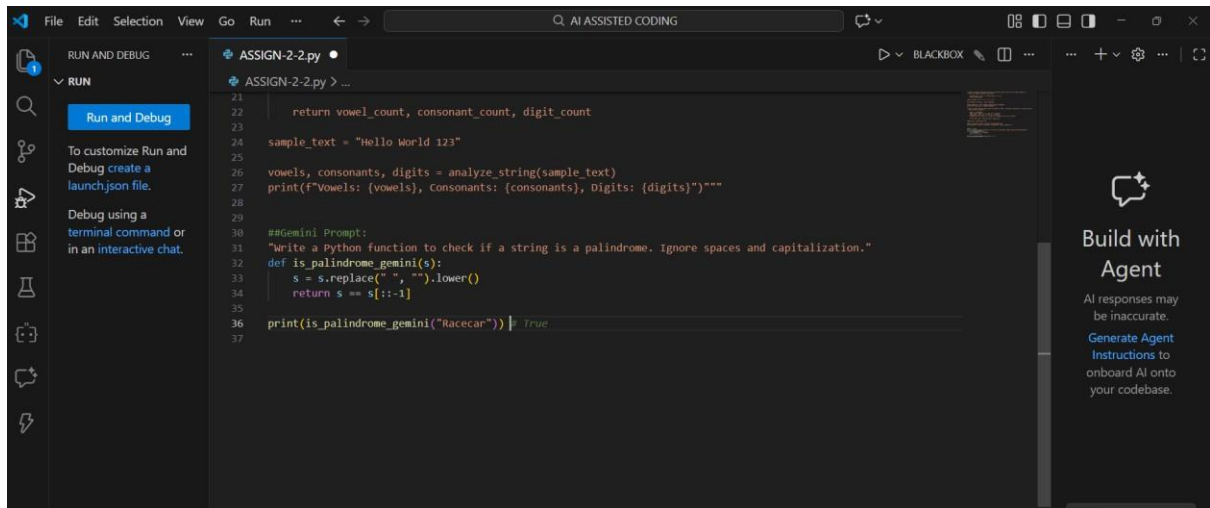 File Edit Selection View Go Run ··· ← → AI ASSISTED CODING
RUN AND DEBUG ···
RUN
Run and Debug
To customize Run and
Debug create a
launch.json file.
Debug using a
terminal command or
in an interactive chat.
1
ASSIGN-2-2.py ● BLACKBOX ···
ASSIGN-2-2.py > ...
21
22 return vowel_count, consonant_count, digit_count
23
24 sample_text = "Hello World 123"
25
26 vowels, consonants, digits = analyze_string(sample_text)
27 print(f"Vowels: {vowels}, Consonants: {consonants}, Digits: {digits}")"""
28
29
30 ##Gemini Prompt:
31 "Write a Python function to check if a string is a palindrome. Ignore spaces and capitalization."
32 def is_palindrome_gemini(s):
33 s = s.replace(" ", "").lower()
34 return s == s[::-1]
35
36 print(is_palindrome_gemini("Racecar")) # True
37
Build with
Agent
AI responses may
be inaccurate.
Generate Agent
Instructions to
onboard AI onto
your codebase.